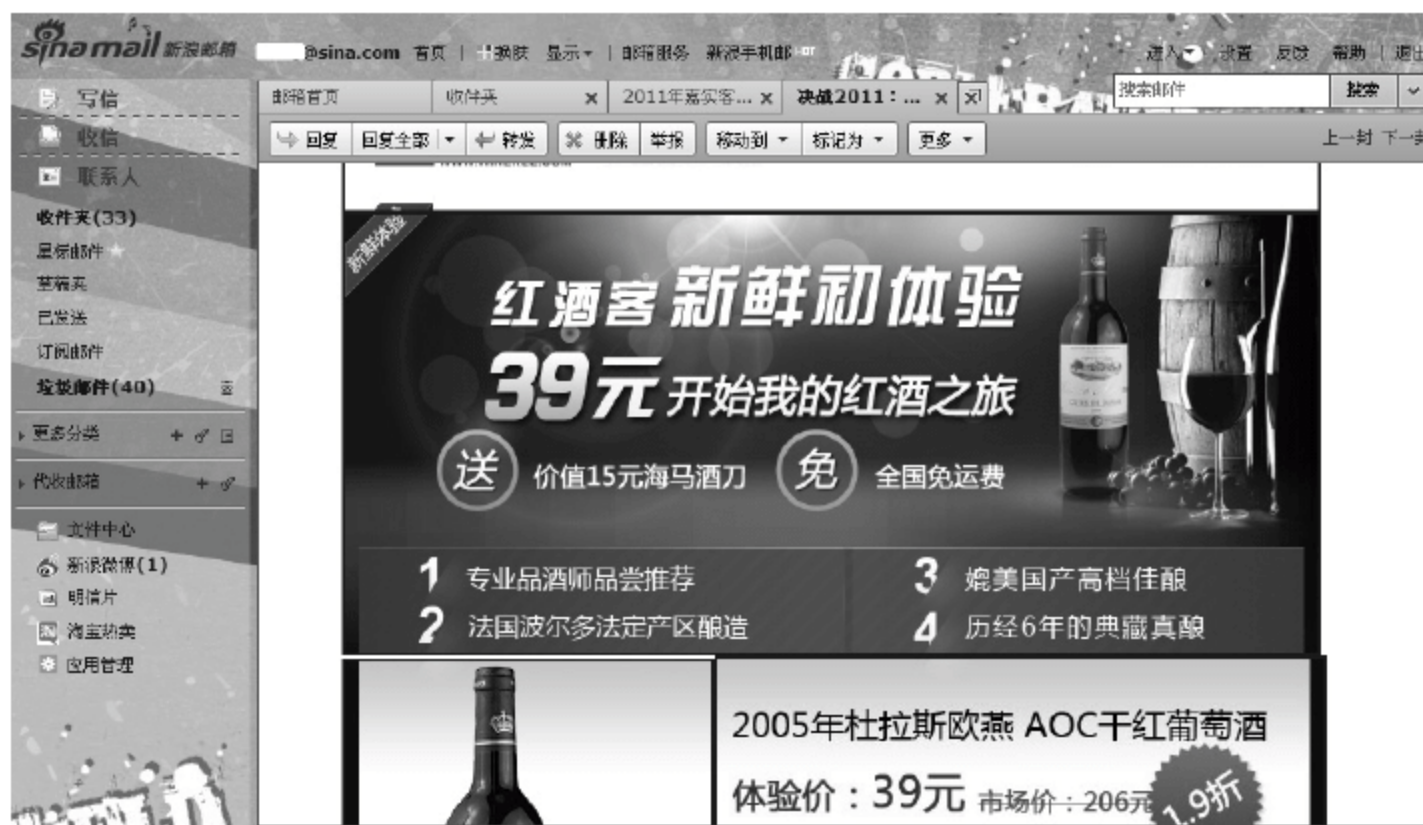 sina mail 新浪邮箱
@sina.com 首页 | 换肤 显示 | 邮箱服务 新浪手机邮
进入 设置 反馈 帮助 | 退出
写信
收信
联系人
收件夹(33)
星标邮件
草稿夹
已发送
订阅邮件
垃圾邮件(40)
更多分类
代收邮箱
文件中心
新浪微博(1)
明信片
淘宝热卖
应用管理
邮箱首页 收件夹 × 2011年嘉实客... × 决战2011：... ×
搜索邮件 搜索
回复 回复全部 转发 删除 举报 移动到 标记为 更多
上一封 下一封
新鲜体验
红酒客新鲜初体验
39元开始我的红酒之旅
送 价值15元海马酒刀 免 全国免运费
1 专业品酒师品尝推荐
2 法国波尔多法定产区酿造
3 媲美国产高档佳酿
4 历经6年的典藏真酿
2005年杜拉斯欧燕 AOC干红葡萄酒
体验价：39元 市场价：206元
1.9折